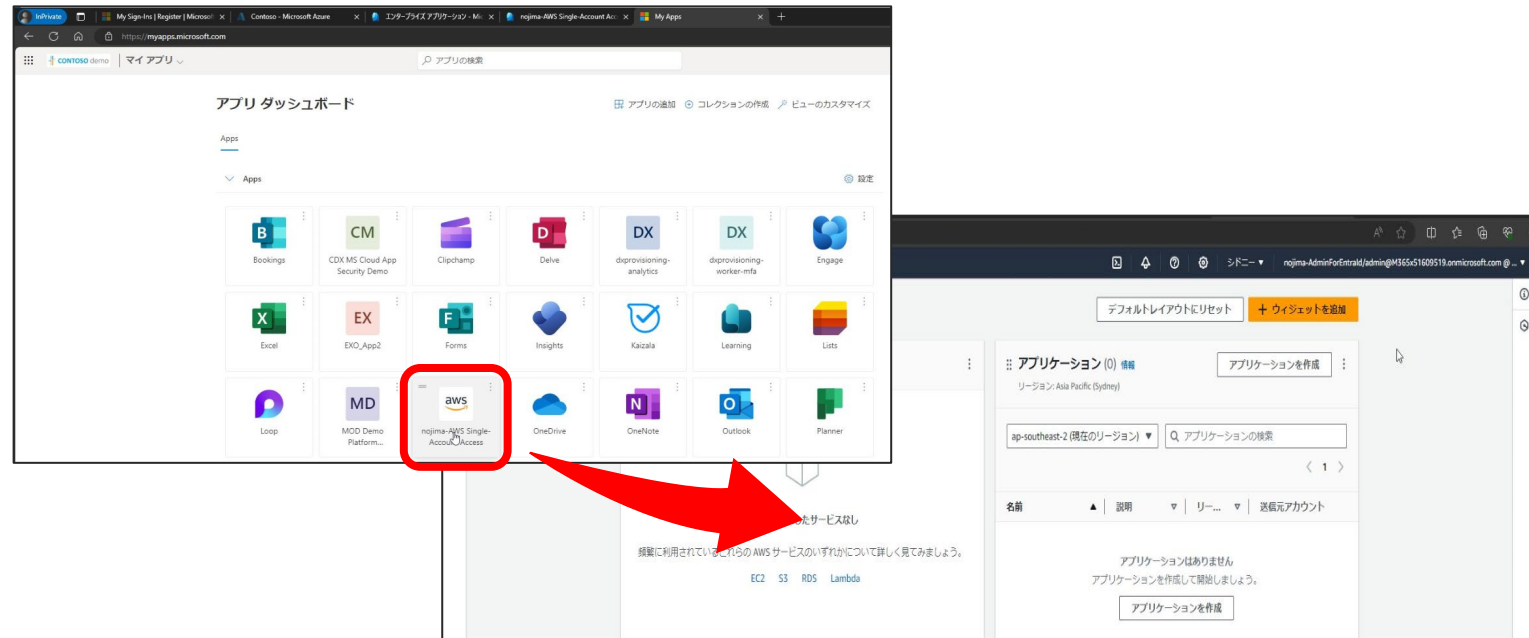 InPrivate
My Sign-Ins | Register | Microsof
Contoso - Microsoft Azure
エンタープライズ アプリケーション - Mic
nojima-AWS Single-Account Acc
My Apps
https://myapps.microsoft.com
CONTOSO demo
マイ アプリ
アプリの検索
アプリ ダッシュボード
アプリの追加
コレクションの作成
ビューのカスタマイズ
Apps
Apps
設定
B
CM
D
DX
DX
Bookings
CDX MS Cloud App
Security Demo
Clipchamp
Delve
dxprovisioning-
analytics
dxprovisioning-
worker-mfa
Engage
X
EX
F
Excel
EXO_App2
Forms
Insights
Kaizala
Learning
Lists
MD
aws
N
O
Loop
MOD Demo
Platform...
nojima-AWS Single-
Account Access
OneDrive
OneNote
Outlook
Planner
シドニー
nojima-AdminForEntraId/admin@M365x51609519.onmicrosoft.com @ ...
デフォルトレイアウトにリセット
+ ウィジェットを追加
アプリケーション (0) 情報
アプリケーションを作成
リージョン: Asia Pacific (Sydney)
ap-southeast-2 (現在のリージョン)
アプリケーションの検索
1
名前
説明
リー...
送信元アカウント
たサービスなし
頻繁に利用されているこれらの AWS サービスのいずれかについて詳しく見てみましょう。
EC2 S3 RDS Lambda
アプリケーションはありません
アプリケーションを作成して開始しましょう。
アプリケーションを作成